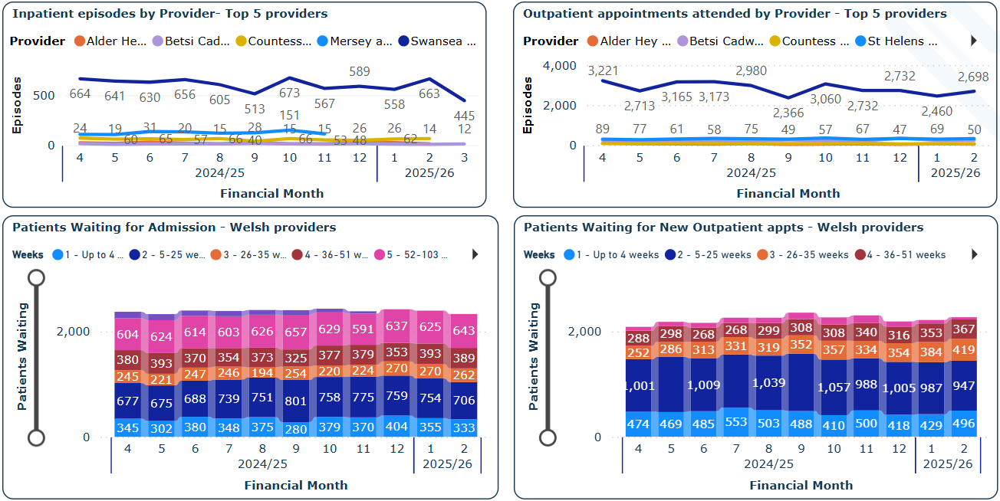 Inpatient episodes by Provider- Top 5 providers
Provider Alder He... Betsi Cad... Countess... Mersey a... Swansea ...
Episodes
500
0
664 641 630 656 605 513 673 567 589 558 663 445
151
24 19 31 20 15 28 15 15 26 26 14 12
60 65 57 66 40 66 53 48 62
4 5 6 7 8 9 10 11 12 1 2 3
2024/25 2025/26
Financial Month
Outpatient appointments attended by Provider - Top 5 providers
Provider Alder Hey ... Betsi Cadw... Countess ... St Helens ...
Episodes
4,000
2,000
0
3,221 2,713 3,165 3,173 2,980 2,366 3,060 2,732 2,732 2,460 2,698
89 77 61 58 75 49 57 67 47 69 50
4 5 6 7 8 9 10 11 12 1 2
2024/25 2025/26
Financial Month
Patients Waiting for Admission - Welsh providers
Weeks 1 - Up to 4 ... 2 - 5-25 we... 3 - 26-35 w... 4 - 36-51 w... 5 - 52-103 ...
Patients Waiting
2,000
0
604 624 614 603 626 657 629 591 637 625 643
380 393 370 354 373 325 377 379 353 393 389
245 221 247 246 194 254 220 224 270 270 262
677 675 688 739 751 801 758 775 759 754 706
345 302 380 348 375 280 379 370 404 355 333
4 5 6 7 8 9 10 11 12 1 2
2024/25 2025/26
Financial Month
Patients Waiting for New Outpatient appts - Welsh providers
Weeks 1 - Up to 4 weeks 2 - 5-25 weeks 3 - 26-35 weeks 4 - 36-51 weeks
Patients Waiting
2,000
0
288 298 268 268 299 308 308 340 316 353 367
252 286 313 331 319 352 357 334 354 384 419
1,001 1,009 1,039 1,057 988 1,005 987 947
474 469 485 553 503 488 410 500 418 429 496
4 5 6 7 8 9 10 11 12 1 2
2024/25 2025/26
Financial Month